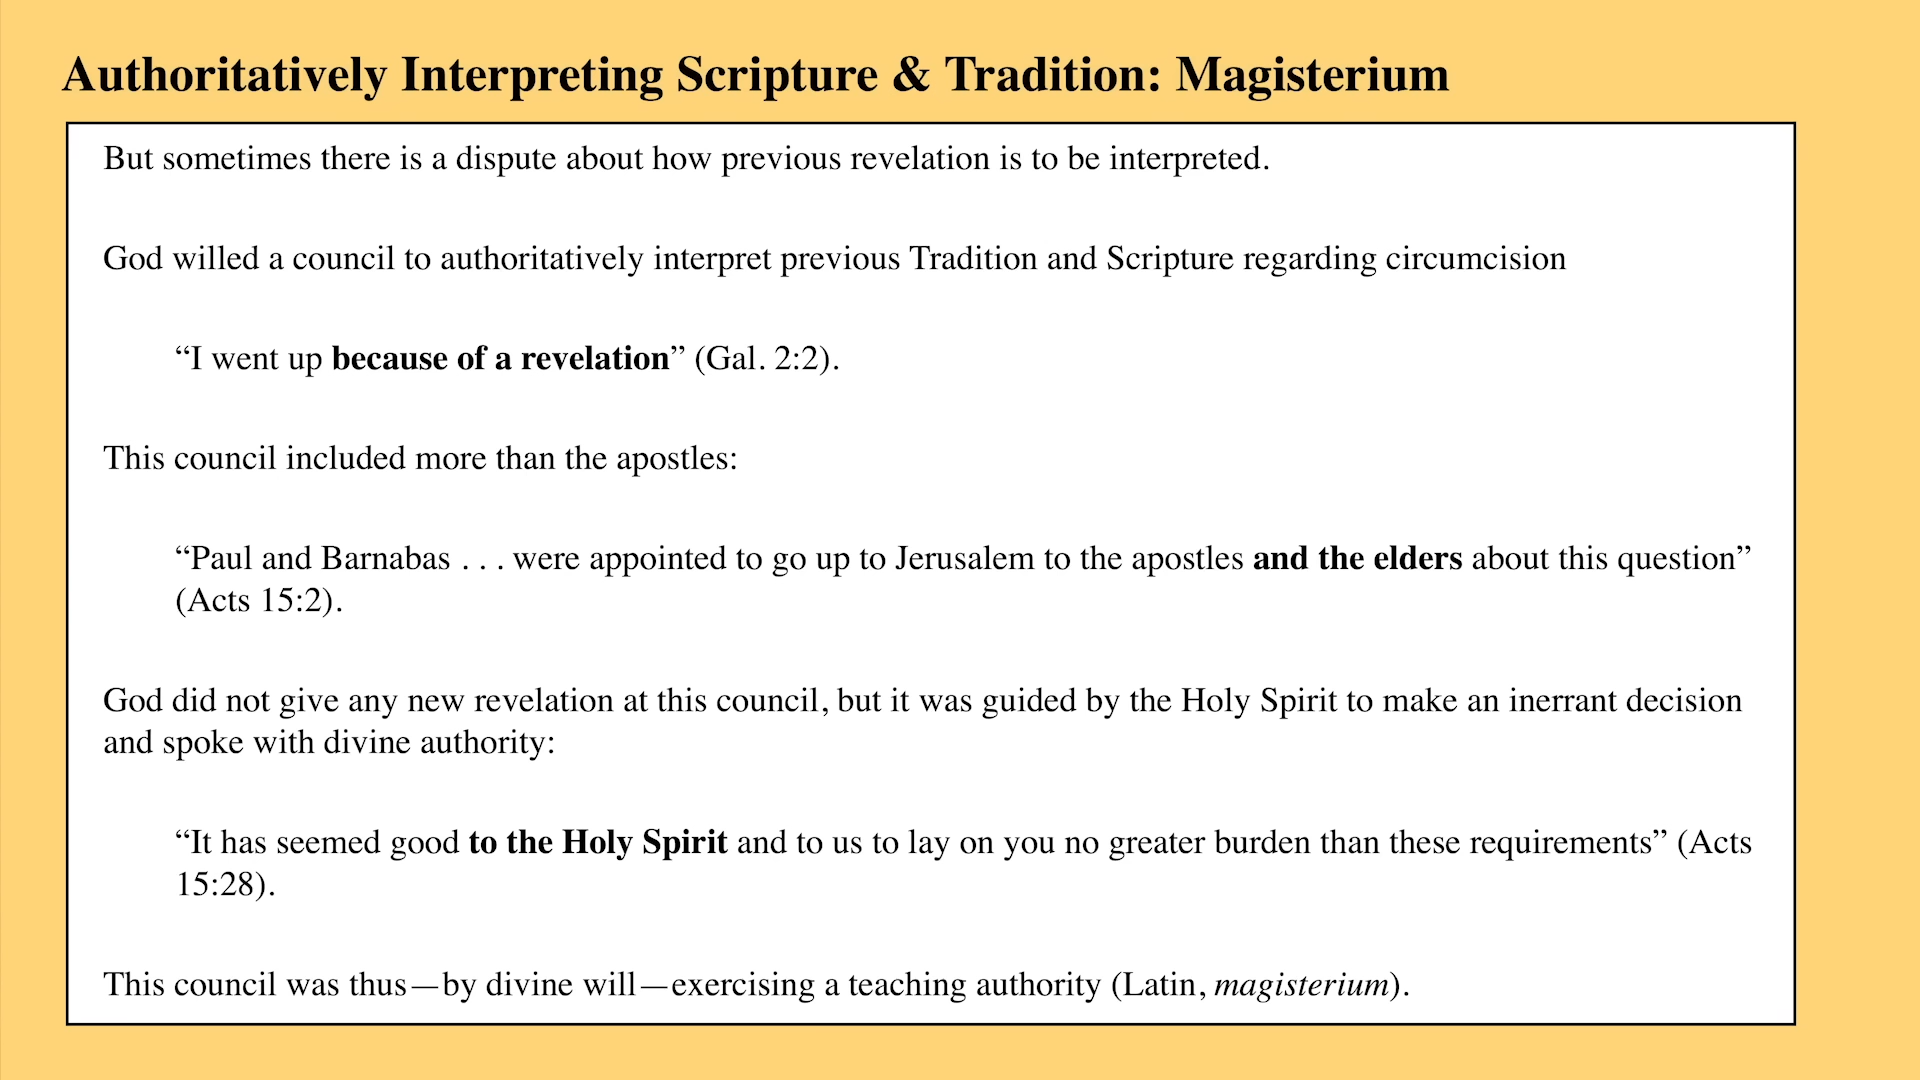 Authoritatively Interpreting Scripture & Tradition: Magisterium
But sometimes there is a dispute about how previous revelation is to be interpreted.
God willed a council to authoritatively interpret previous Tradition and Scripture regarding circumcision
“I went up because of a revelation” (Gal. 2:2).
This council included more than the apostles:
“Paul and Barnabas . . . were appointed to go up to Jerusalem to the apostles and the elders about this question”
(Acts 15:2).
God did not give any new revelation at this council, but it was guided by the Holy Spirit to make an inerrant decision
and spoke with divine authority:
“It has seemed good to the Holy Spirit and to us to lay on you no greater burden than these requirements” (Acts
15:28).
This council was thus—by divine will—exercising a teaching authority (Latin, magisterium).